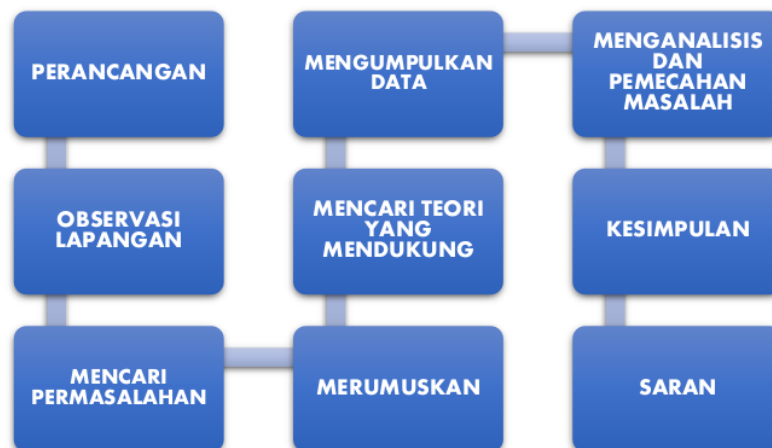 PERANCANGAN
OBSERVASI
LAPANGAN
MENCARI
PERMASALAHAN
MERUMUSKAN
MENCARI TEORI
YANG
MENDUKUNG
MENGUMPULKAN
DATA
MENGANALISIS
DAN
PEMECAHAN
MASALAH
KESIMPULAN
SARAN